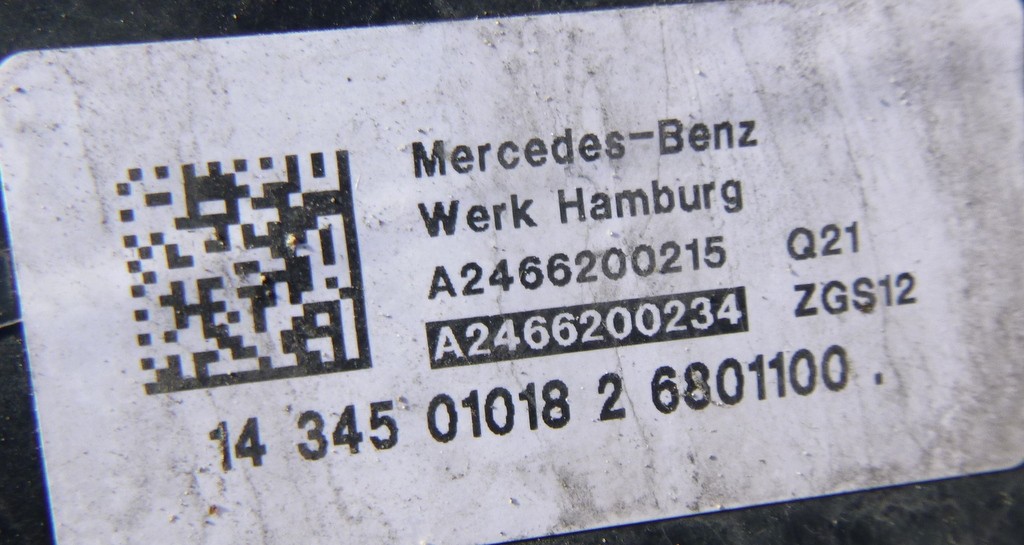 Mercedes-Benz
Werk Hamburg
A2466200215 Q21
A2466200234 ZGS12
14 345 01018 2 6801100 .